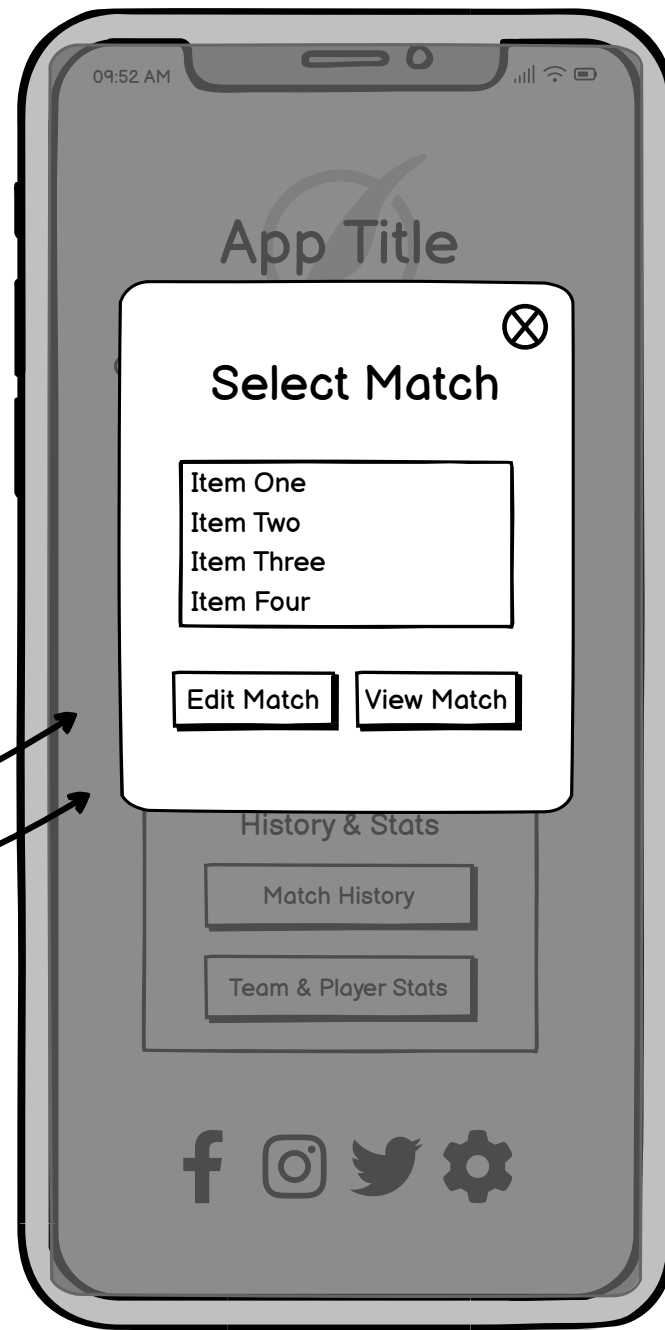 09:52 AM
App Title
Select Match
Item One
Item Two
Item Three
Item Four
Edit Match
View Match
History & Stats
Match History
Team & Player Stats